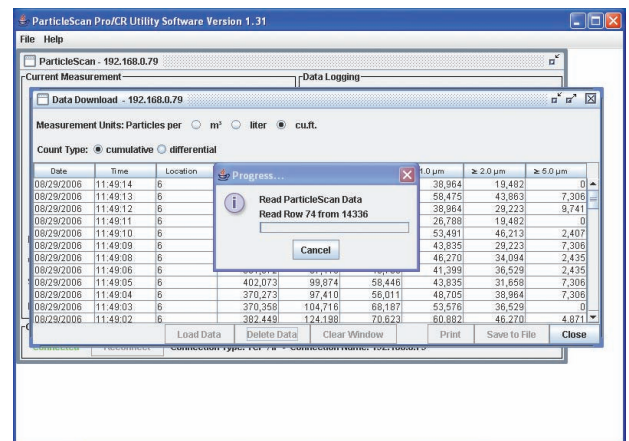 ParticleScan Pro/CR Utility Software Version 1.31
File Help
ParticleScan - 192.168.0.79
Current Measurement
Data Logging
Data Download - 192.168.0.79
Measurement Units: Particles per m³ liter cu.ft.
Count Type: cumulative differential
Date Time Location 1.0 µm ≥ 2.0 µm ≥ 5.0 µm
08/29/2006 11:49:14 6 38,964 19,482 0
08/29/2006 11:49:13 6 58,475 43,863 7,306
08/29/2006 11:49:12 6 38,964 29,223 9,741
08/29/2006 11:49:11 6 26,788 19,482 0
08/29/2006 11:49:10 6 53,491 46,213 2,407
08/29/2006 11:49:09 6 43,835 29,223 7,306
08/29/2006 11:49:08 6 46,270 34,094 2,435
08/29/2006 11:49:06 6 41,399 36,529 2,435
08/29/2006 11:49:05 6 402,073 99,874 58,446 43,835 31,658 7,306
08/29/2006 11:49:04 6 370,273 97,410 56,011 48,705 38,964 7,306
08/29/2006 11:49:03 6 370,358 104,716 68,187 53,576 36,529 0
08/29/2006 11:49:02 6 382,449 124,198 70,623 60,882 46,270 4,871
Progress...
Read ParticleScan Data
Read Row 74 from 14336
Cancel
Load Data Delete Data Clear Window Print Save to File Close